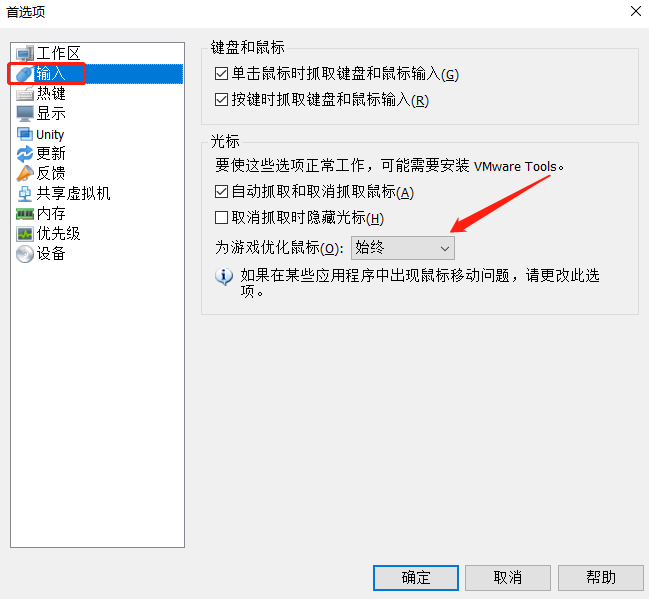 首选项
工作区
输入
热键
显示
Unity
更新
反馈
共享虚拟机
内存
优先级
设备
键盘和鼠标
单击鼠标时抓取键盘和鼠标输入(G)
按键时抓取键盘和鼠标输入(R)
光标
要使这些选项正常工作，可能需要安装 VMware Tools。
自动抓取和取消抓取鼠标(A)
取消抓取时隐藏光标(H)
为游戏优化鼠标(O): 始终
如果在某些应用程序中出现鼠标移动问题，请更改此选
项。
确定 取消 帮助